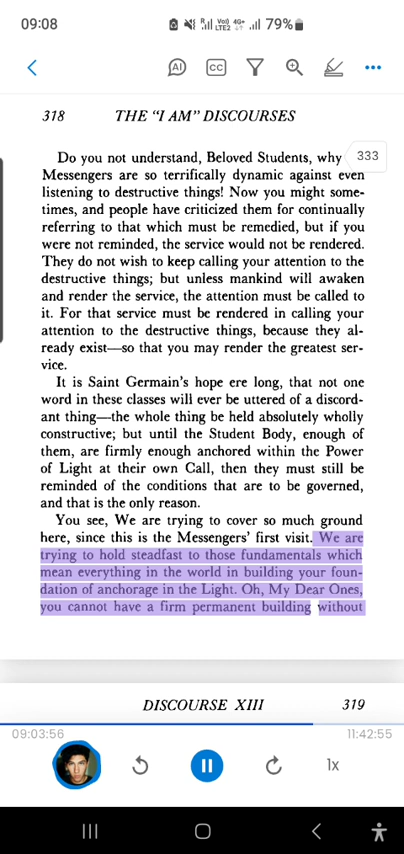 09:08
79%
AI CC
318 THE “I AM” DISCOURSES
333
Do you not understand, Beloved Students, why
Messengers are so terrifically dynamic against even
listening to destructive things! Now you might some-
times, and people have criticized them for continually
referring to that which must be remedied, but if you
were not reminded, the service would not be rendered.
They do not wish to keep calling your attention to the
destructive things; but unless mankind will awaken
and render the service, the attention must be called to
it. For that service must be rendered in calling your
attention to the destructive things, because they al-
ready exist—so that you may render the greatest ser-
vice.
It is Saint Germain's hope ere long, that not one
word in these classes will ever be uttered of a discord-
ant thing—the whole thing be held absolutely wholly
constructive; but until the Student Body, enough of
them, are firmly enough anchored within the Power
of Light at their own Call, then they must still be
reminded of the conditions that are to be governed,
and that is the only reason.
You see, We are trying to cover so much ground
here, since this is the Messengers' first visit. We are
trying to hold steadfast to those fundamentals which
mean everything in the world in building your foun-
dation of anchorage in the Light. Oh, My Dear Ones,
you cannot have a firm permanent building without
DISCOURSE XIII 319
09:03:56 11:42:55
1x